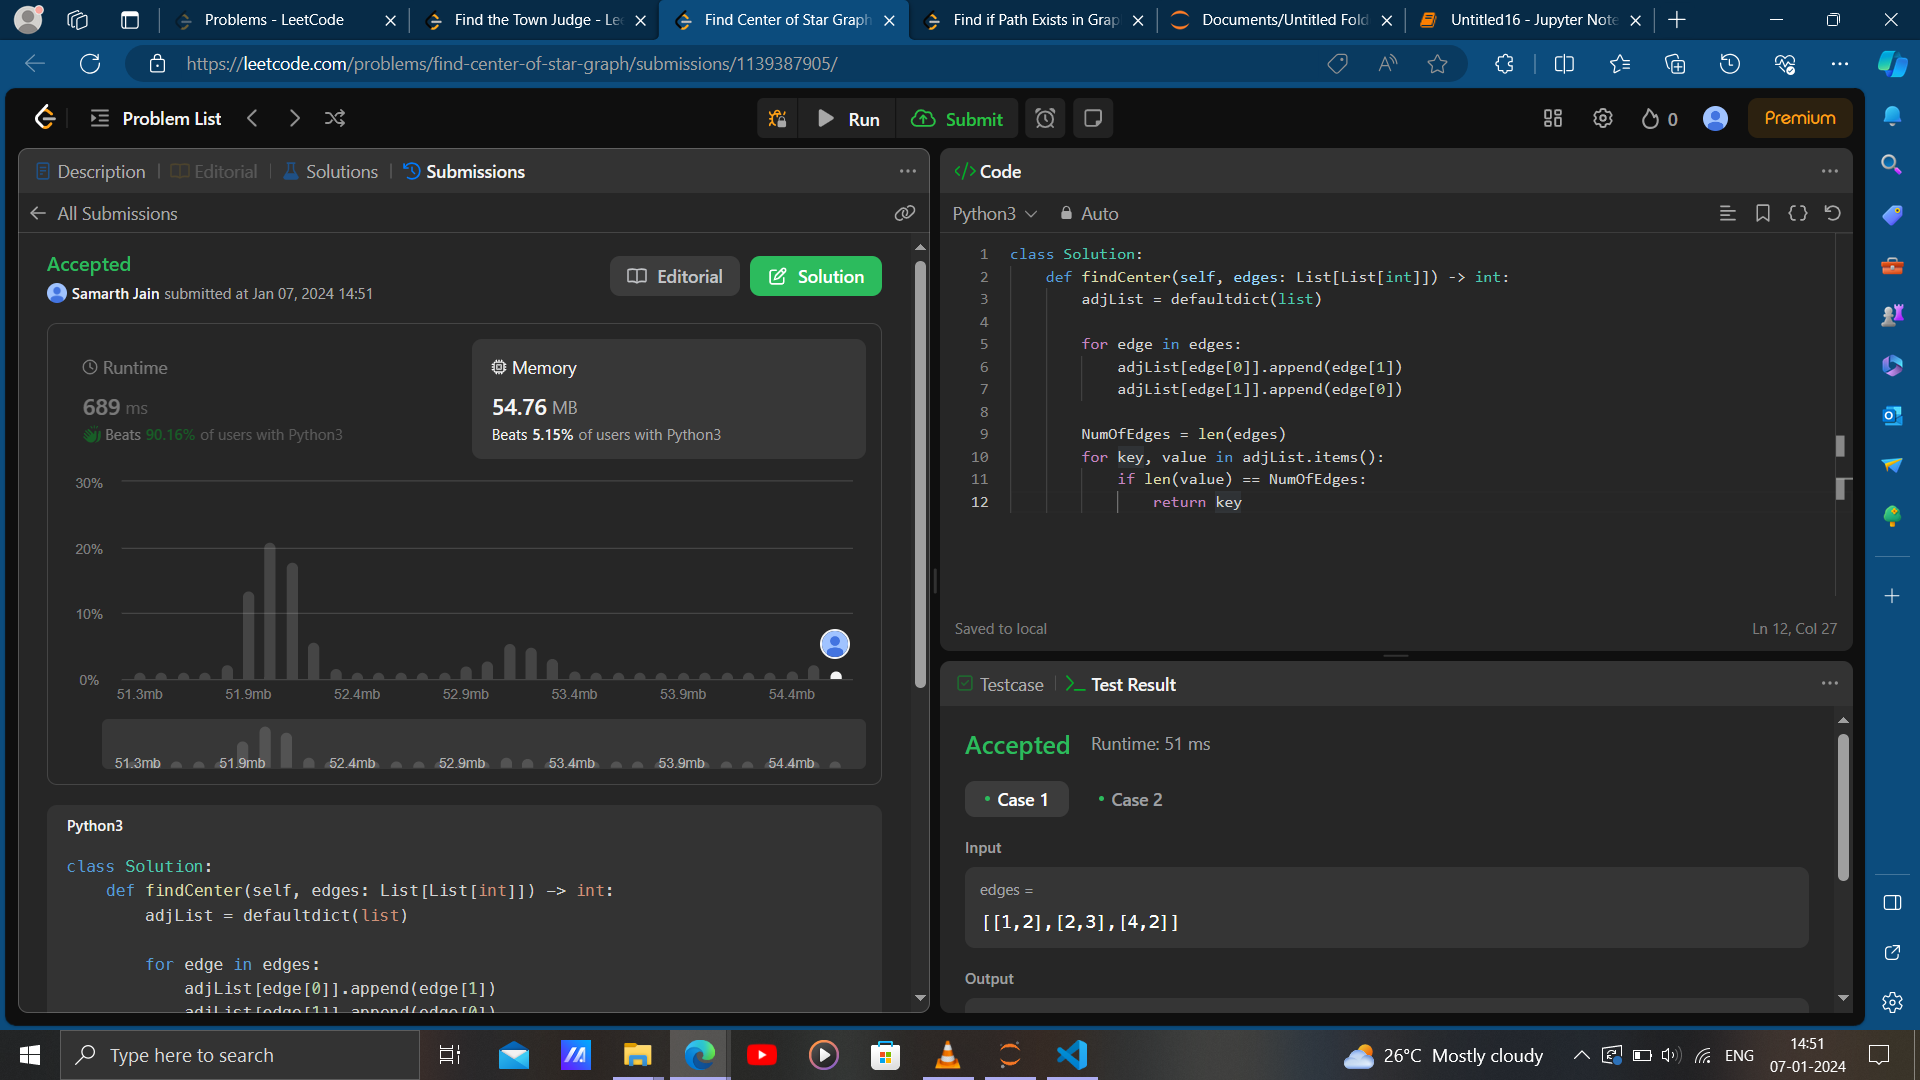 Problems - LeetCode
Find the Town Judge - Le
Find Center of Star Graph
Find if Path Exists in Grap
Documents/Untitled Fold
Untitled16 - Jupyter Note
https://leetcode.com/problems/find-center-of-star-graph/submissions/1139387905/
Problem List
Run
Submit
0
Premium
Description
Editorial
Solutions
Submissions
All Submissions
Accepted
Samarth Jain submitted at Jan 07, 2024 14:51
Editorial
Solution
Runtime
689 ms
Beats 90.16% of users with Python3
Memory
54.76 MB
Beats 5.15% of users with Python3
30%
20%
10%
0%
51.3mb 51.9mb 52.4mb 52.9mb 53.4mb 53.9mb 54.4mb
51.3mb 51.9mb 52.4mb 52.9mb 53.4mb 53.9mb 54.4mb
Python3
class Solution:
def findCenter(self, edges: List[List[int]]) -> int:
adjList = defaultdict(list)
for edge in edges:
adjList[edge[0]].append(edge[1])
adjList[edge[1]].append(edge[0])
</> Code
Python3
Auto
1 class Solution:
2 def findCenter(self, edges: List[List[int]]) -> int:
3 adjList = defaultdict(list)
4
5 for edge in edges:
6 adjList[edge[0]].append(edge[1])
7 adjList[edge[1]].append(edge[0])
8
9 NumOfEdges = len(edges)
10 for key, value in adjList.items():
11 if len(value) == NumOfEdges:
12 return key
Saved to local
Ln 12, Col 27
Testcase
Test Result
Accepted
Runtime: 51 ms
Case 1
Case 2
Input
edges =
[[1,2],[2,3],[4,2]]
Output
Type here to search
26°C Mostly cloudy
ENG
14:51
07-01-2024